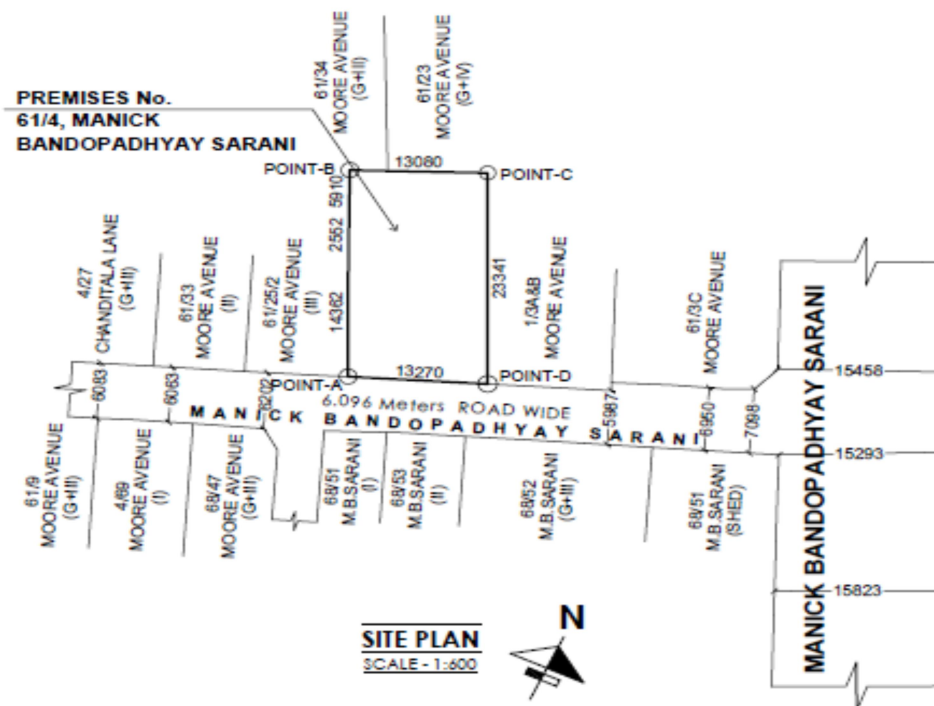 61/34
MOORE AVENUE
(G+III)
61/23
MOORE AVENUE
(G+IV)
PREMISES No.
61/4, MANICK
BANDOPADHYAY SARANI
POINT-B
13080
POINT-C
5910
2552
14362
23341
4/27
CHANDITALA LANE
(G+III)
61/33
MOORE AVENUE
(II)
61/25/2
MOORE AVENUE
(III)
1/3A&B
MOORE AVENUE
61/3C
MOORE AVENUE
MANICK BANDOPADHYAY SARANI
15458
15293
15823
POINT-A
13270
POINT-D
6083
6063
8202
6.096 Meters ROAD WIDE
MANICK BANDOPADHYAY SARANI
5987
6950
7098
61/9
MOORE AVENUE
(G+III)
4/69
MOORE AVENUE
(I)
68/47
MOORE AVENUE
(G+III)
68/51
M.B.SARANI
(I)
68/53
M.B.SARANI
(II)
68/52
M.B.SARANI
(G+III)
68/51
M.B.SARANI
(SHED)
SITE PLAN
SCALE - 1:600
N